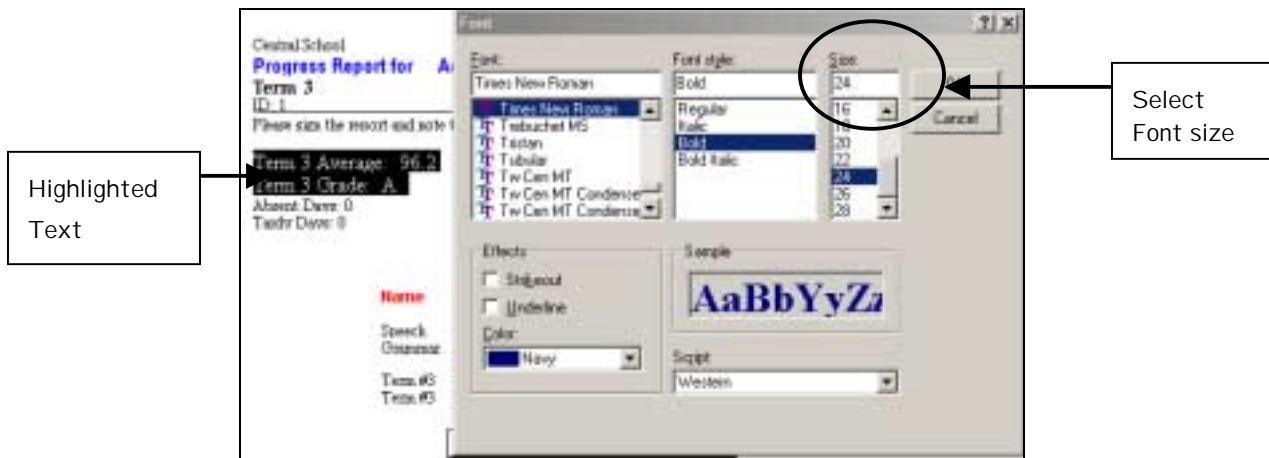 Central School
Progress Report for
Term 3
ID: 1
Please sign the report and note
Term 3 Average: 96.2
Term 3 Grade: A
Absent Days: 0
Tardy Days: 0
Name
Speech
Grammar
Term #3
Term #3
Highlighted
Text
Font
Font:
Times New Roman
Times New Roman
Trebuchet MS
Tristan
Tubular
Tw Cen MT
Tw Cen MT Condense
Tw Cen MT Condense
Font style:
Bold
Regular
Italic
Bold
Bold Italic
Size:
24
16
18
20
22
24
26
28
Cancel
Effects
Strikeout
Underline
Color:
Navy
Sample
AaBbYyZz
Script
Western
Select
Font size